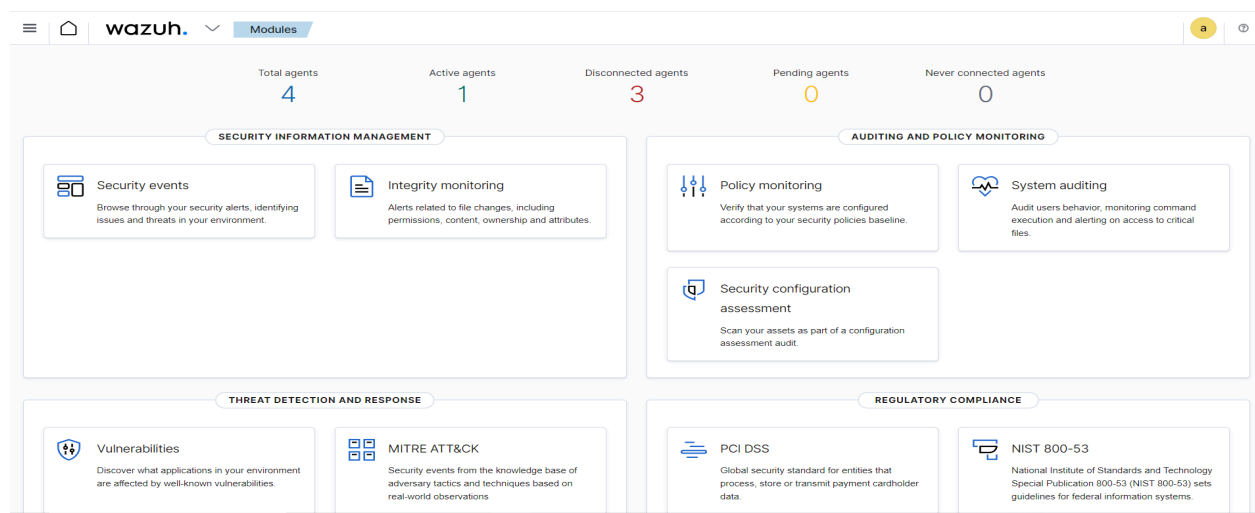 wazuh.
Modules
a
Total agents
4
Active agents
1
Disconnected agents
3
Pending agents
0
Never connected agents
0
SECURITY INFORMATION MANAGEMENT
Security events
Browse through your security alerts, identifying
issues and threats in your environment.
Integrity monitoring
Alerts related to file changes, including
permissions, content, ownership and attributes.
AUDITING AND POLICY MONITORING
Policy monitoring
Verify that your systems are configured
according to your security policies baseline.
System auditing
Audit users behavior, monitoring command
execution and alerting on access to critical
files.
Security configuration
assessment
Scan your assets as part of a configuration
assessment audit.
THREAT DETECTION AND RESPONSE
Vulnerabilities
Discover what applications in your environment
are affected by well-known vulnerabilities.
MITRE ATT&CK
Security events from the knowledge base of
adversary tactics and techniques based on
real-world observations
REGULATORY COMPLIANCE
PCI DSS
Global security standard for entities that
process, store or transmit payment cardholder
data.
NIST 800-53
National Institute of Standards and Technology
Special Publication 800-53 (NIST 800-53) sets
guidelines for federal information systems.